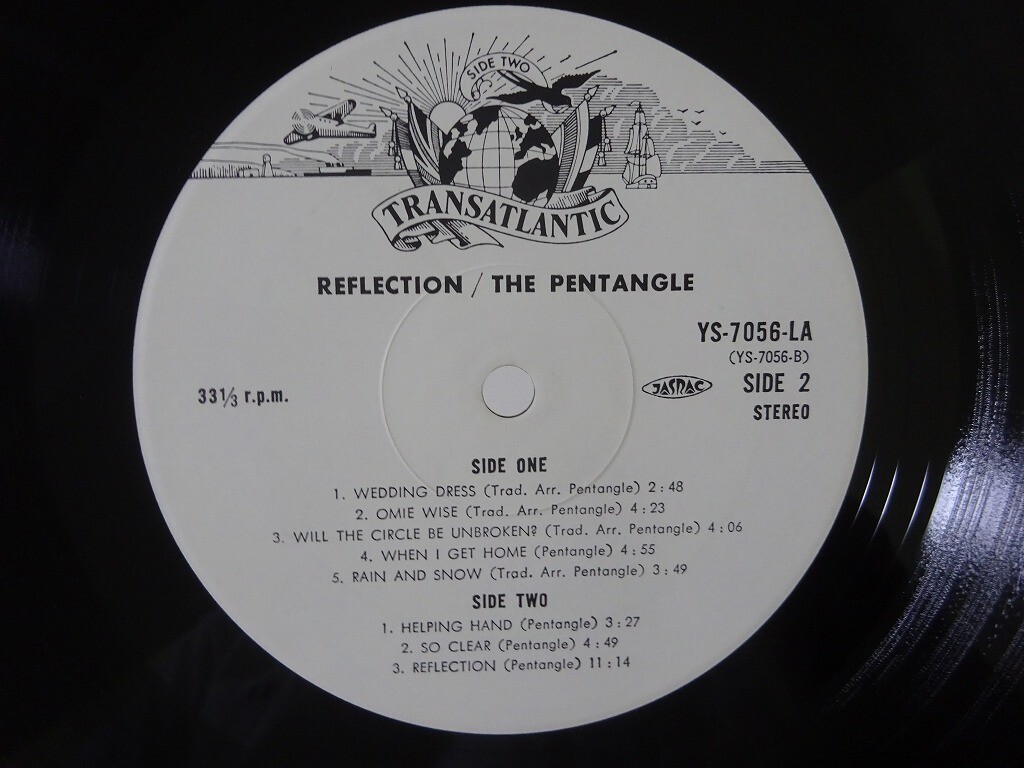 SIDE TWO
TRANSATLANTIC
REFLECTION / THE PENTANGLE
YS-7056-LA
(YS-7056-B)
33⅓ r.p.m.
JASRAC
SIDE 2
STEREO
SIDE ONE
1. WEDDING DRESS (Trad. Arr. Pentangle) 2:48
2. OMIE WISE (Trad. Arr. Pentangle) 4:23
3. WILL THE CIRCLE BE UNBROKEN? (Trad. Arr. Pentangle) 4:06
4. WHEN I GET HOME (Pentangle) 4:55
5. RAIN AND SNOW (Trad. Arr. Pentangle) 3:49
SIDE TWO
1. HELPING HAND (Pentangle) 3:27
2. SO CLEAR (Pentangle) 4:49
3. REFLECTION (Pentangle) 11:14